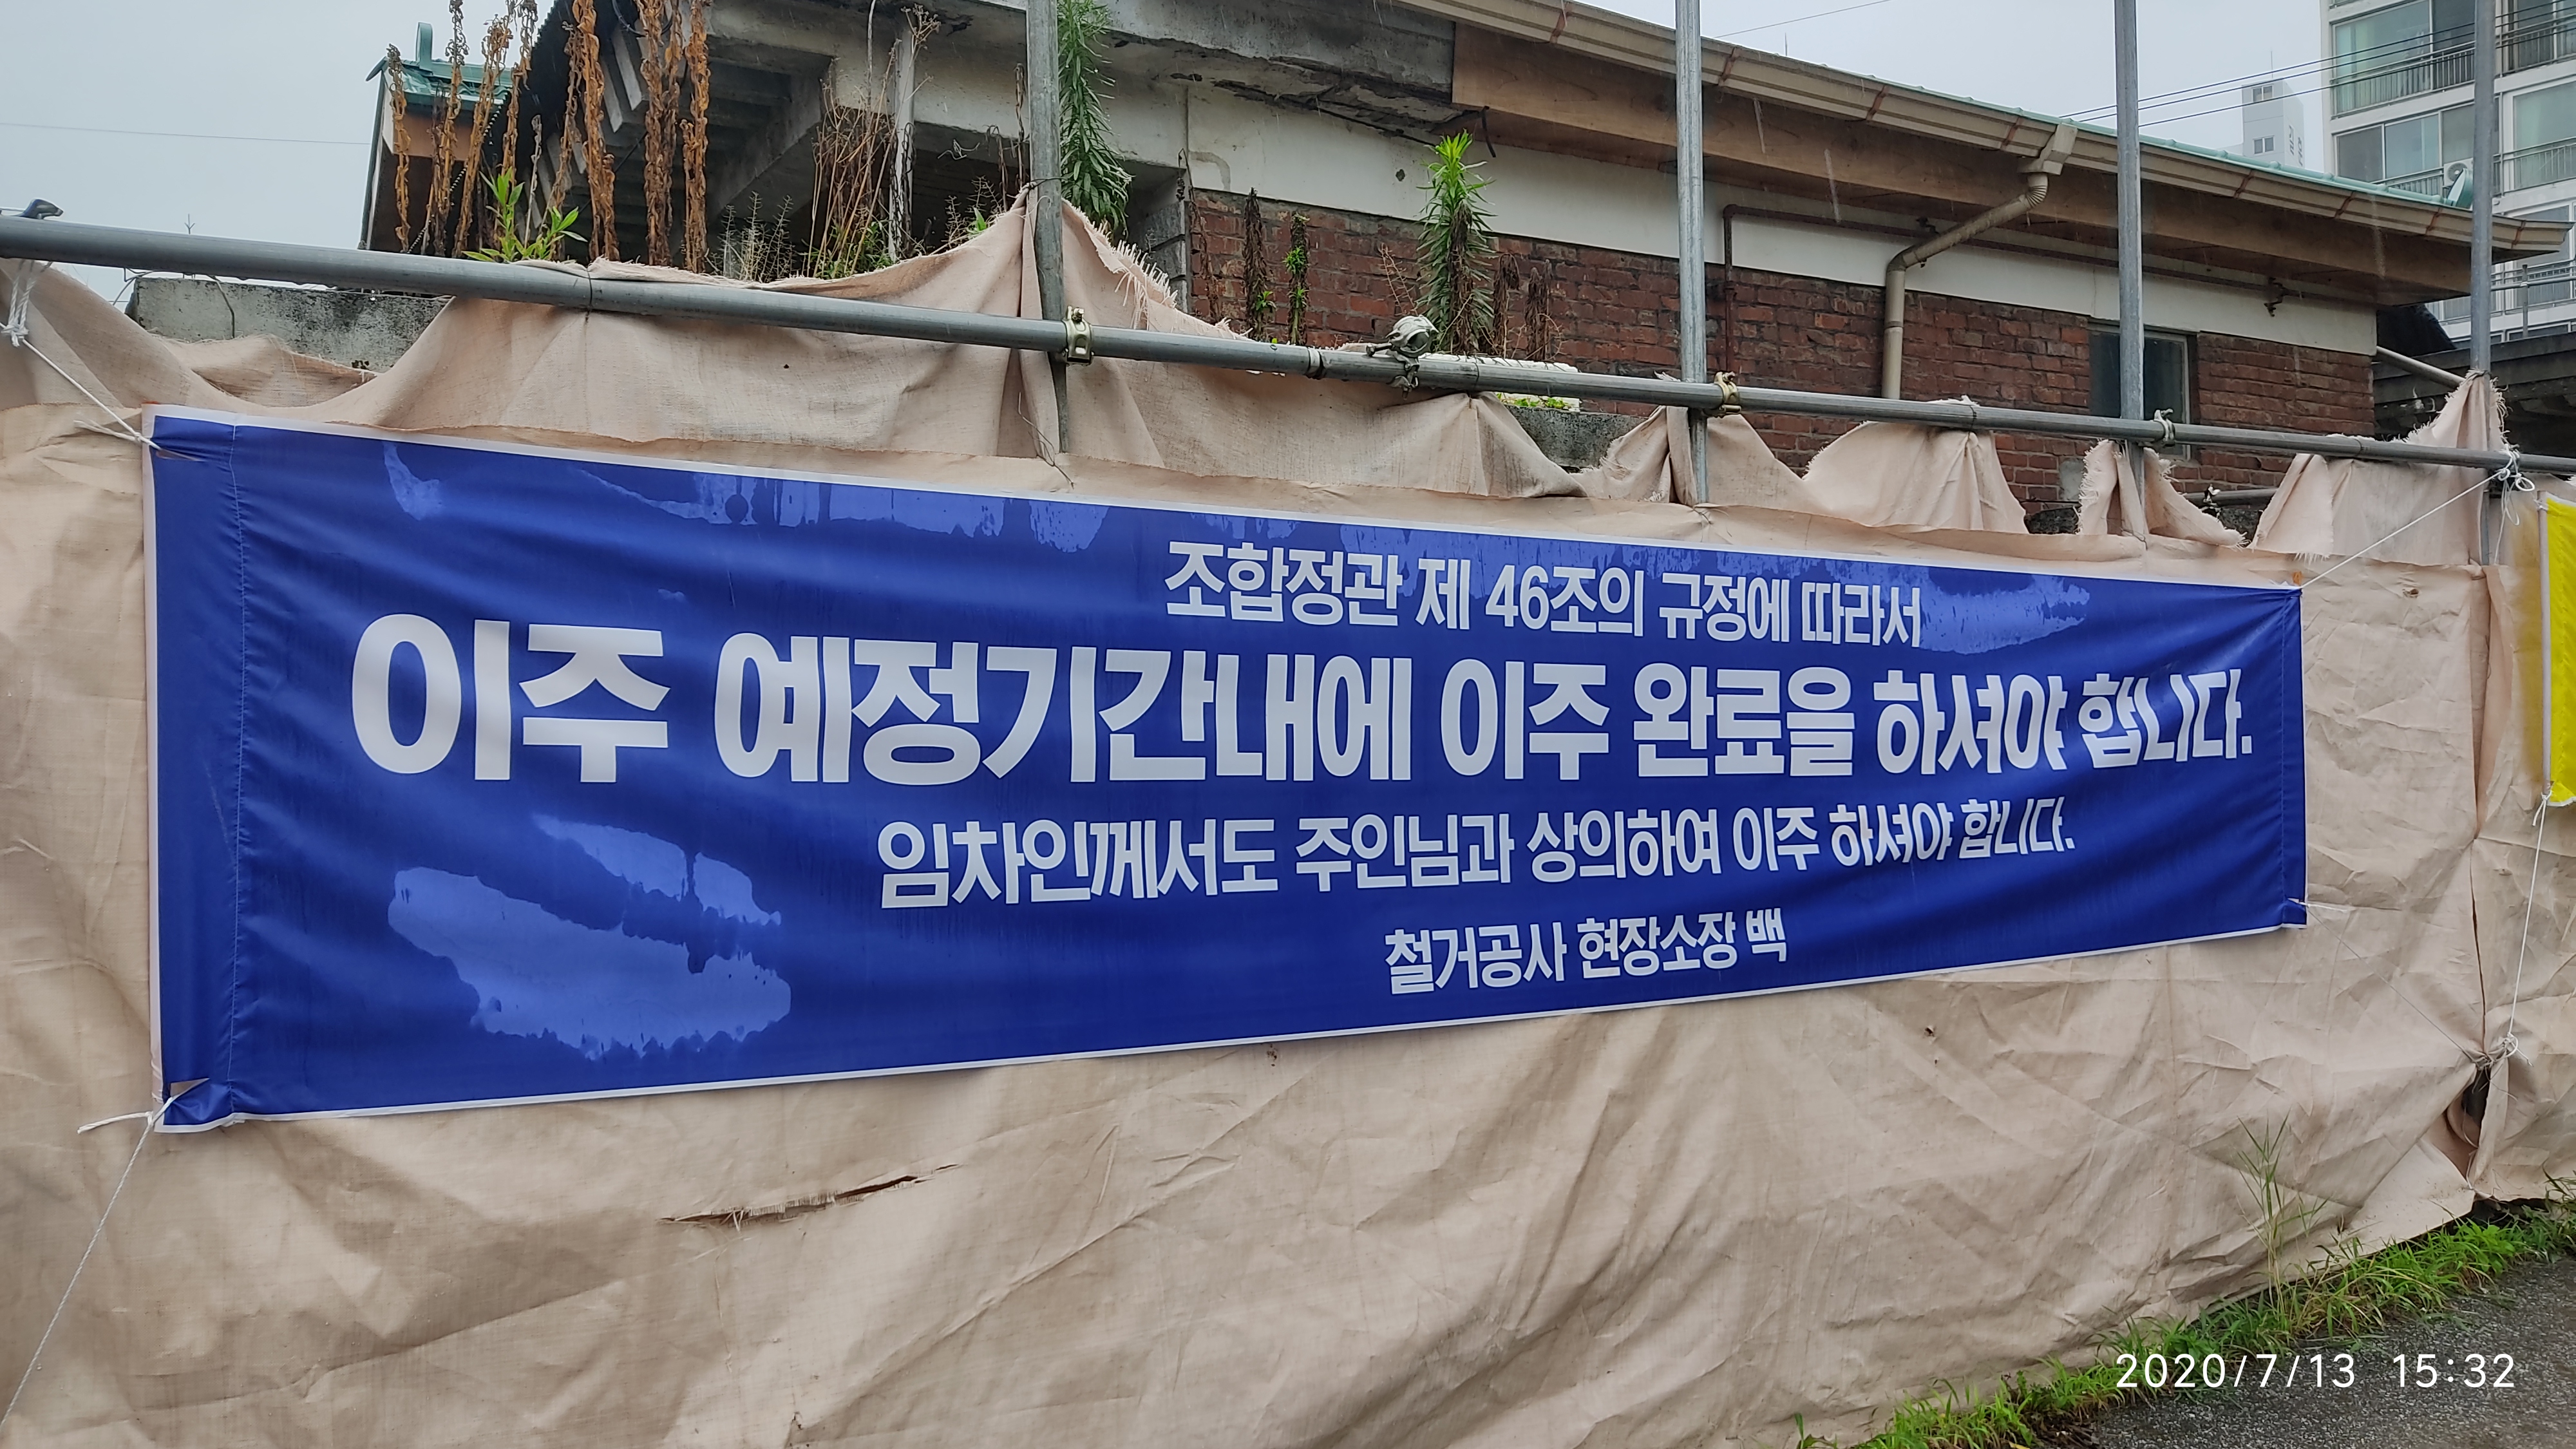 조합정관 제 46조의 규정에 따라서
이주 예정기간내에 이주 완료을 하셔야 합니다.
임차인께서도 주인님과 상의하여 이주 하셔야 합니다.
철거공사 현장소장 백
2020/7/13 15:32